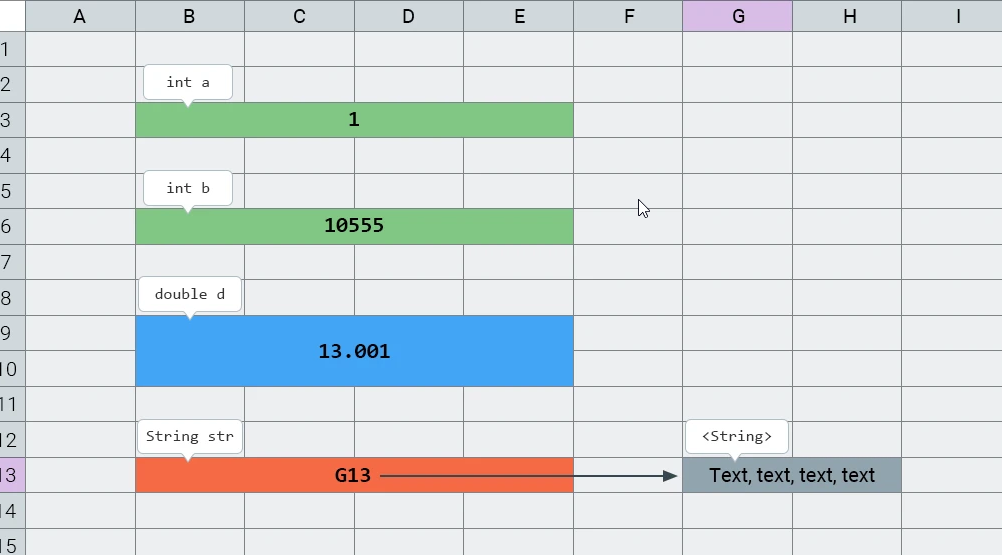 A B C D E F G H I
1
2 int a
3 1
4
5 int b
6 10555
7
8 double d
9
13.001
10
11
12 String str <String>
13 G13 Text, text, text, text
14
15